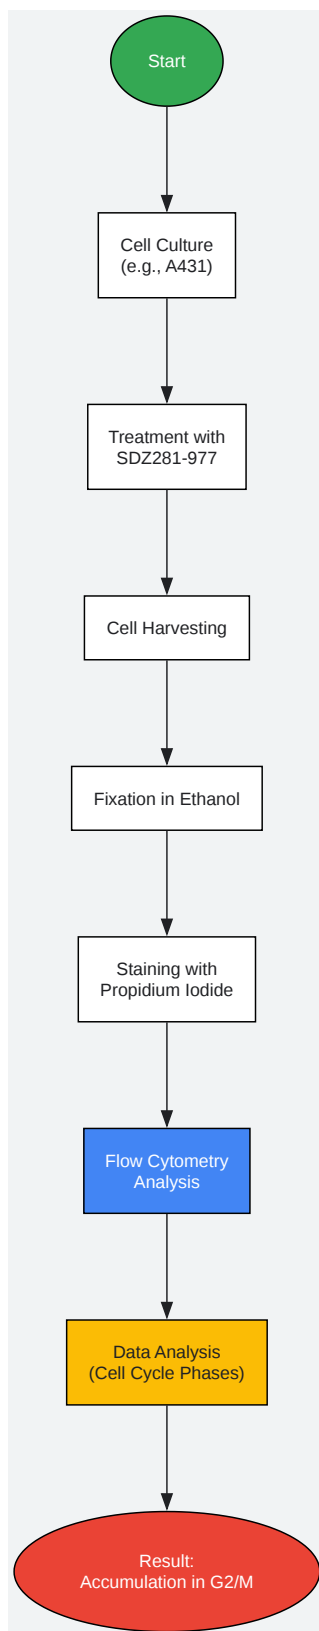 Start
Cell Culture
(e.g., A431)
Treatment with
SDZ281-977
Cell Harvesting
Fixation in Ethanol
Staining with
Propidium Iodide
Flow Cytometry
Analysis
Data Analysis
(Cell Cycle Phases)
Result:
Accumulation in G2/M